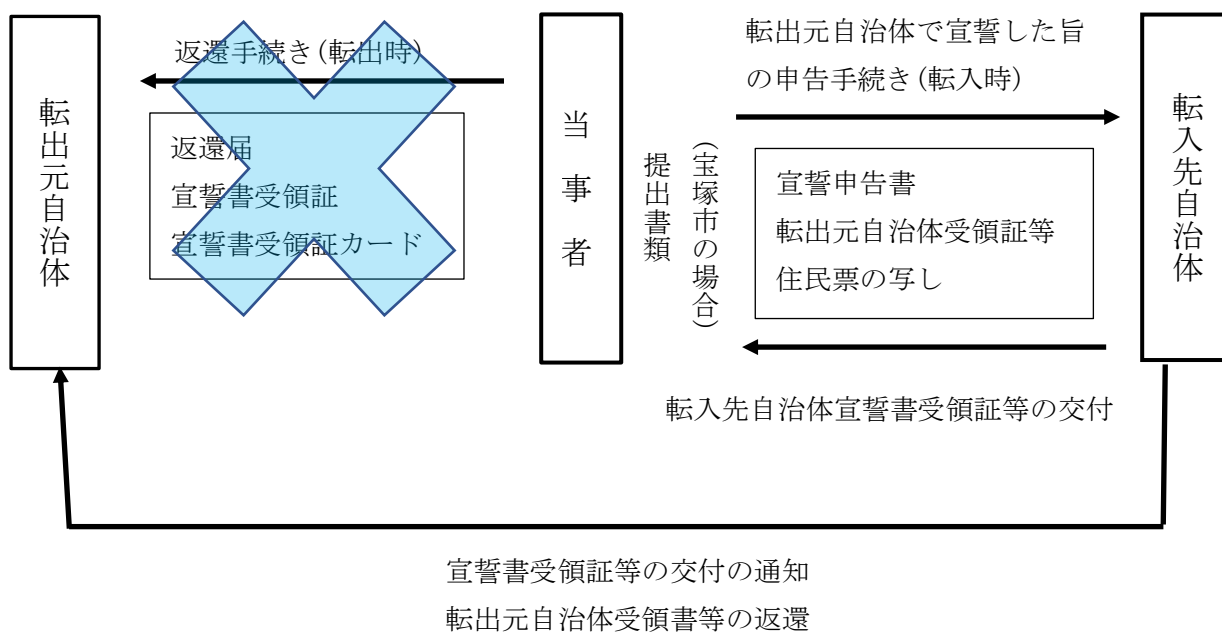 転出元自治体
返還手続き(転出時)
返還届
宣誓書受領証
宣誓書受領証カード
当事者
転出元自治体で宣誓した旨
の申告手続き(転入時)
(宝塚市の場合)
提出書類
宣誓申告書
転出元自治体受領証等
住民票の写し
転入先自治体
転入先自治体宣誓書受領証等の交付
宣誓書受領証等の交付の通知
転出元自治体受領書等の返還